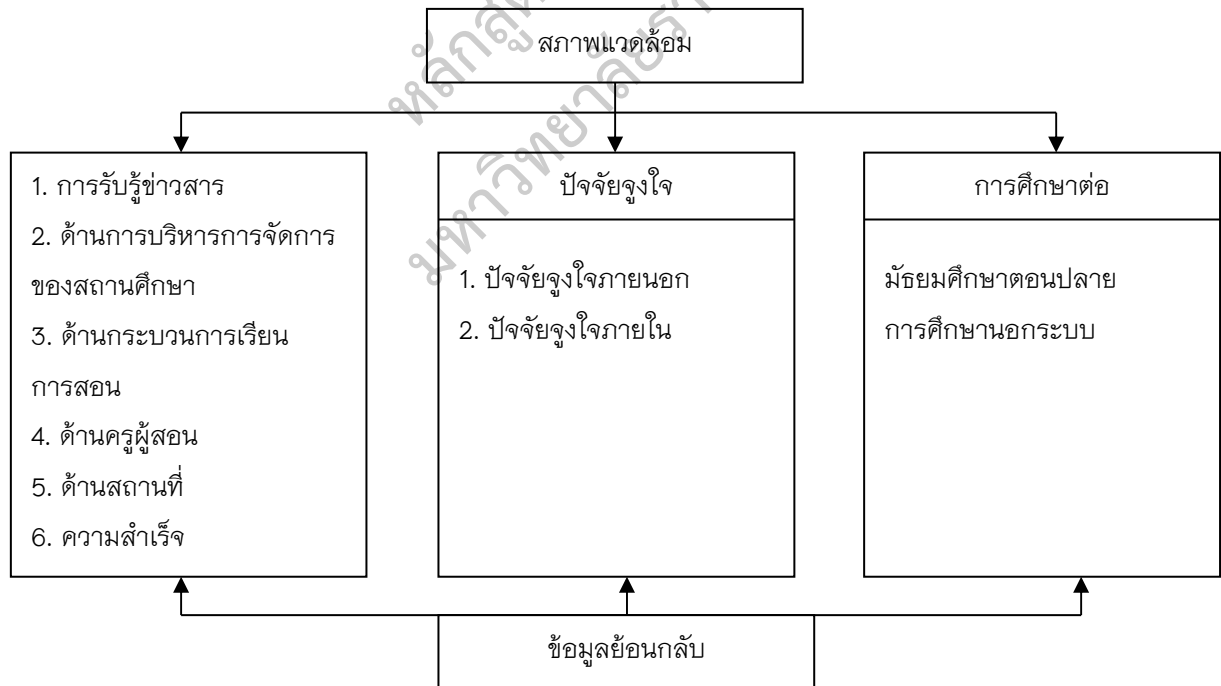 สภาพแวดล้อม
1. การรับรู้ข่าวสาร
2. ด้านการบริหารการจัดการ
ของสถานศึกษา
3. ด้านกระบวนการเรียน
การสอน
4. ด้านครูผู้สอน
5. ด้านสถานที่
6. ความสำเร็จ
ปัจจัยจูงใจ
1. ปัจจัยจูงใจภายนอก
2. ปัจจัยจูงใจภายใน
การศึกษาต่อ
มัธยมศึกษาตอนปลาย
การศึกษานอกระบบ
ข้อมูลย้อนกลับ